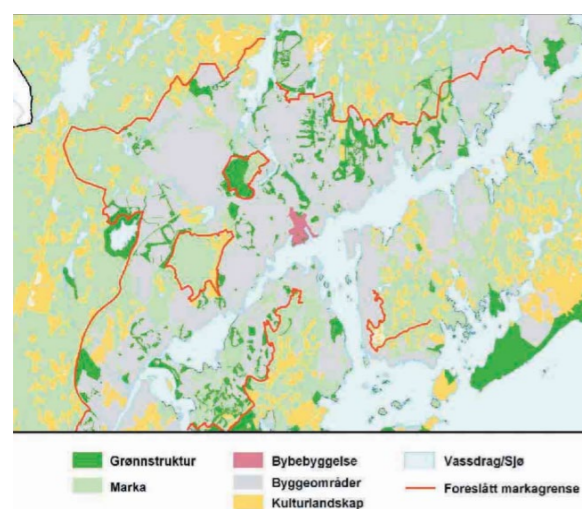 Grønnstruktur
Marka
Bybebyggelse
Byggeområder
Kulturlandskap
Vassdrag/Sjø
Foreslått markagrense